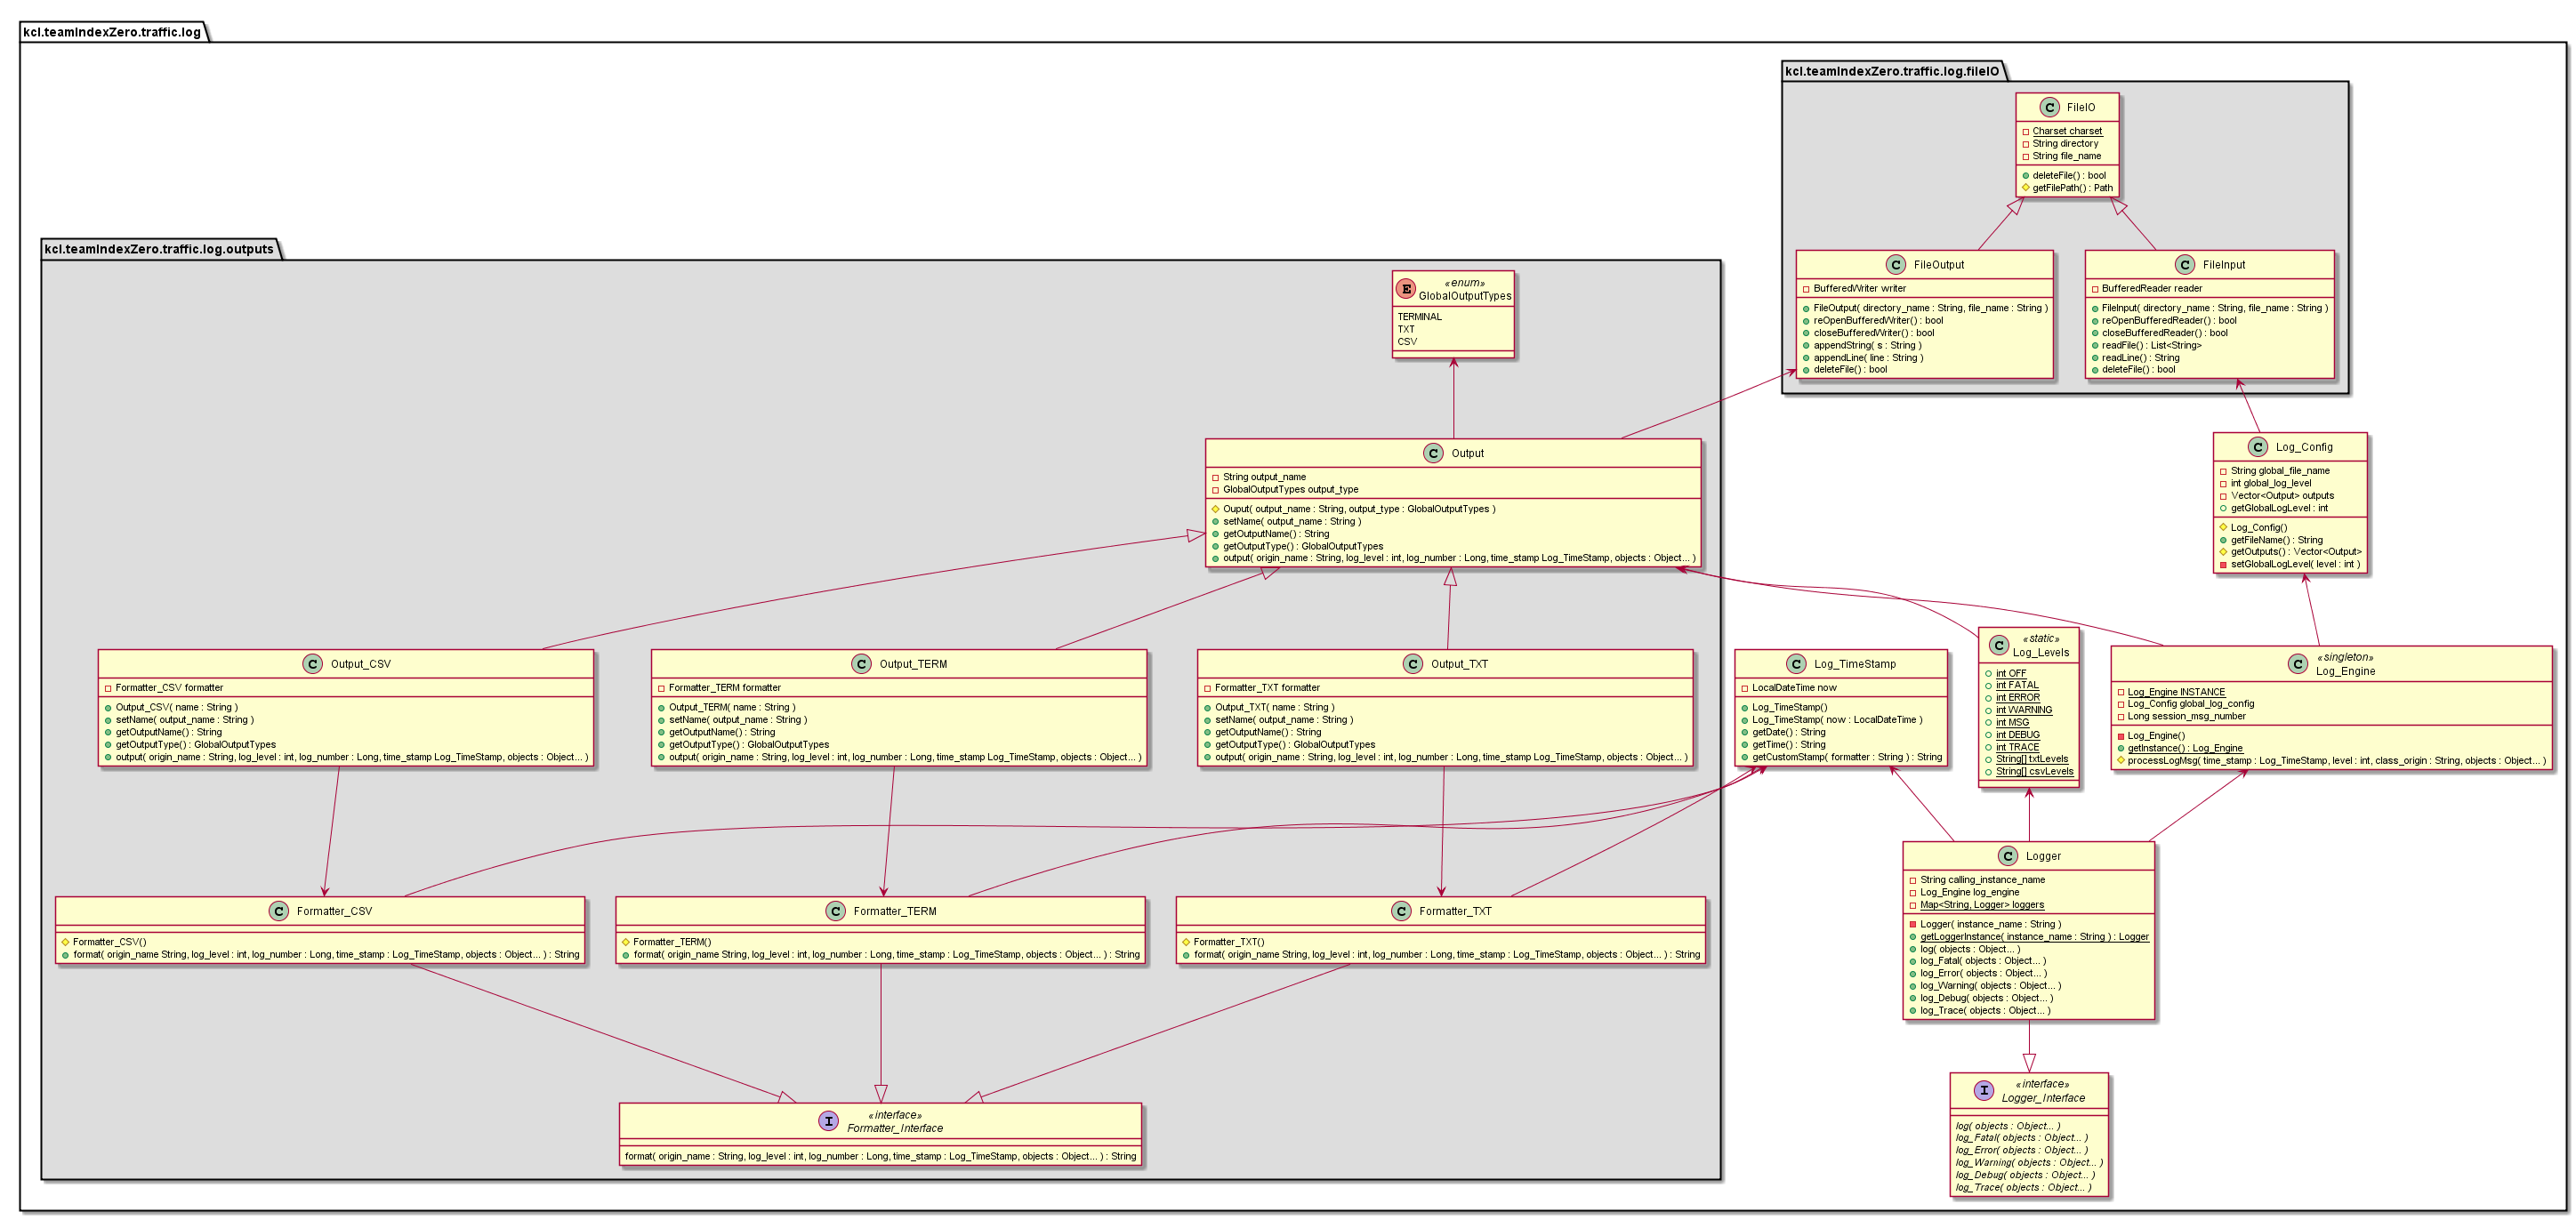 kcl.teamIndexZero.traffic.log
kcl.teamIndexZero.traffic.log.fileIO
C FileIO
Charset charset
String directory
String file_name
deleteFile() : bool
getFilePath() : Path
C FileOutput
BufferedWriter writer
FileOutput( directory_name : String, file_name : String )
reOpenBufferedWriter() : bool
closeBufferedWriter() : bool
appendString( s : String )
appendLine( line : String )
deleteFile() : bool
C FileInput
BufferedReader reader
FileInput( directory_name : String, file_name : String )
reOpenBufferedReader() : bool
closeBufferedReader() : bool
readFile() : List<String>
readLine() : String
deleteFile() : bool
kcl.teamIndexZero.traffic.log.outputs
E «enum»
GlobalOutputTypes
TERMINAL
TXT
CSV
C Output
String output_name
GlobalOutputTypes output_type
Ouput( output_name : String, output_type : GlobalOutputTypes )
setName( output_name : String )
getOutputName() : String
getOutputType() : GlobalOutputTypes
output( origin_name : String, log_level : int, log_number : Long, time_stamp Log_TimeStamp, objects : Object... )
C Log_Config
String global_file_name
int global_log_level
Vector<Output> outputs
getGlobalLogLevel : int
Log_Config()
getFileName() : String
getOutputs() : Vector<Output>
setGlobalLogLevel( level : int )
C Output_CSV
Formatter_CSV formatter
Output_CSV( name : String )
setName( output_name : String )
getOutputName() : String
getOutputType() : GlobalOutputTypes
output( origin_name : String, log_level : int, log_number : Long, time_stamp Log_TimeStamp, objects : Object... )
C Output_TERM
Formatter_TERM formatter
Output_TERM( name : String )
setName( output_name : String )
getOutputName() : String
getOutputType() : GlobalOutputTypes
output( origin_name : String, log_level : int, log_number : Long, time_stamp Log_TimeStamp, objects : Object... )
C Output_TXT
Formatter_TXT formatter
Output_TXT( name : String )
setName( output_name : String )
getOutputName() : String
getOutputType() : GlobalOutputTypes
output( origin_name : String, log_level : int, log_number : Long, time_stamp Log_TimeStamp, objects : Object... )
C Log_TimeStamp
LocalDateTime now
Log_TimeStamp()
Log_TimeStamp( now : LocalDateTime )
getDate() : String
getTime() : String
getCustomStamp( formatter : String ) : String
C «static»
Log_Levels
int OFF
int FATAL
int ERROR
int WARNING
int MSG
int DEBUG
int TRACE
String[] txtLevels
String[] csvLevels
C «singleton»
Log_Engine
Log_Engine INSTANCE
Log_Config global_log_config
Long session_msg_number
Log_Engine()
getInstance() : Log_Engine
processLogMsg( time_stamp : Log_TimeStamp, level : int, class_origin : String, objects : Object... )
C Formatter_CSV
Formatter_CSV()
format( origin_name String, log_level : int, log_number : Long, time_stamp : Log_TimeStamp, objects : Object... ) : String
C Formatter_TERM
Formatter_TERM()
format( origin_name String, log_level : int, log_number : Long, time_stamp : Log_TimeStamp, objects : Object... ) : String
C Formatter_TXT
Formatter_TXT()
format( origin_name String, log_level : int, log_number : Long, time_stamp : Log_TimeStamp, objects : Object... ) : String
C Logger
String calling_instance_name
Log_Engine log_engine
Map<String, Logger> loggers
Logger( instance_name : String )
getLoggerInstance( instance_name : String ) : Logger
log( objects : Object... )
log_Fatal( objects : Object... )
log_Error( objects : Object... )
log_Warning( objects : Object... )
log_Debug( objects : Object... )
log_Trace( objects : Object... )
I «interface»
Formatter_Interface
format( origin_name : String, log_level : int, log_number : Long, time_stamp : Log_TimeStamp, objects : Object... ) : String
I «interface»
Logger_Interface
log( objects : Object... )
log_Fatal( objects : Object... )
log_Error( objects : Object... )
log_Warning( objects : Object... )
log_Debug( objects : Object... )
log_Trace( objects : Object... )